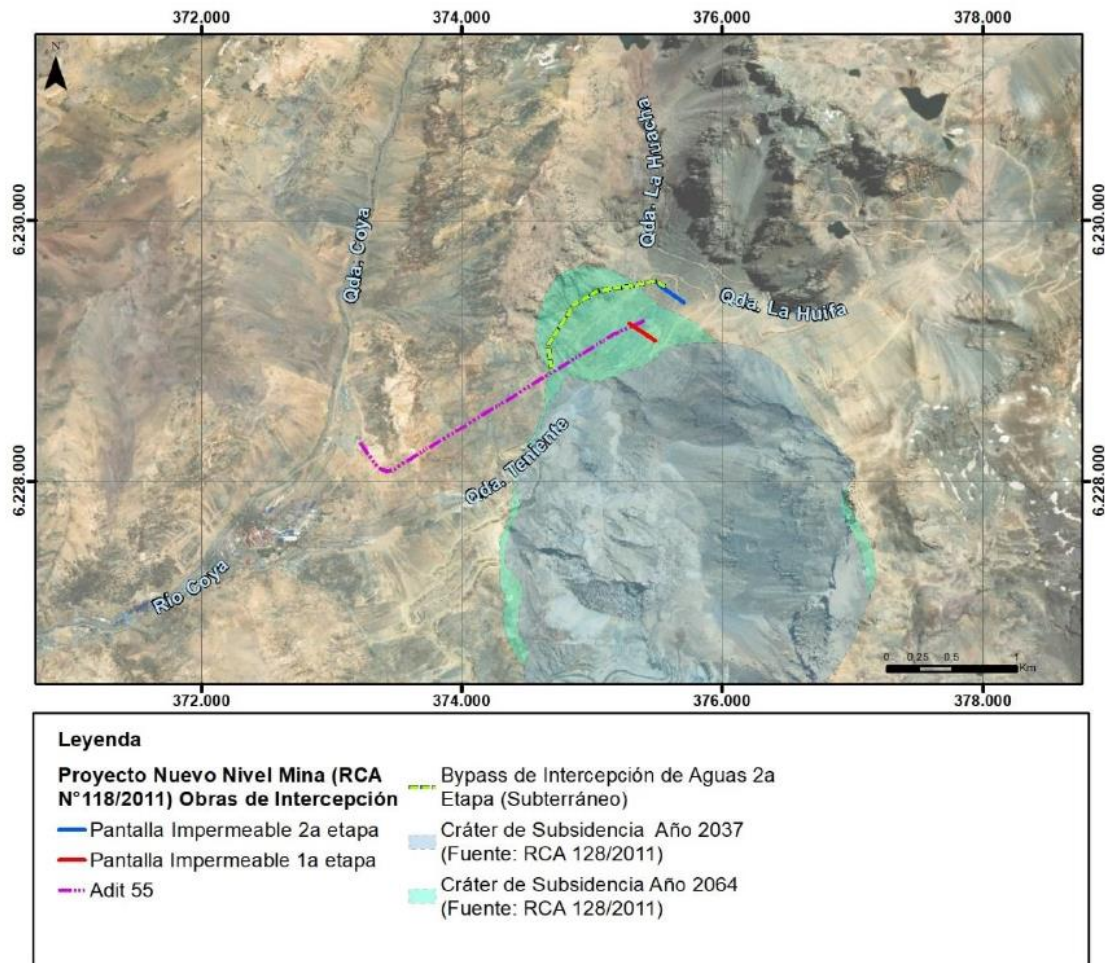 372.000 374.000 376.000 378.000
N
6.230.000 6.230.000
Qda. La Huacha
Qda. Coya
Qda. La Huifa
Qda. Teniente
6.228.000 6.228.000
Río Coya
0 0,25 0,5 1
Km
372.000 374.000 376.000 378.000
Leyenda
Proyecto Nuevo Nivel Mina (RCA
N°118/2011) Obras de Intercepción
Pantalla Impermeable 2a etapa
Pantalla Impermeable 1a etapa
Adit 55
Bypass de Intercepción de Aguas 2a
Etapa (Subterráneo)
Cráter de Subsidencia Año 2037
(Fuente: RCA 128/2011)
Cráter de Subsidencia Año 2064
(Fuente: RCA 128/2011)